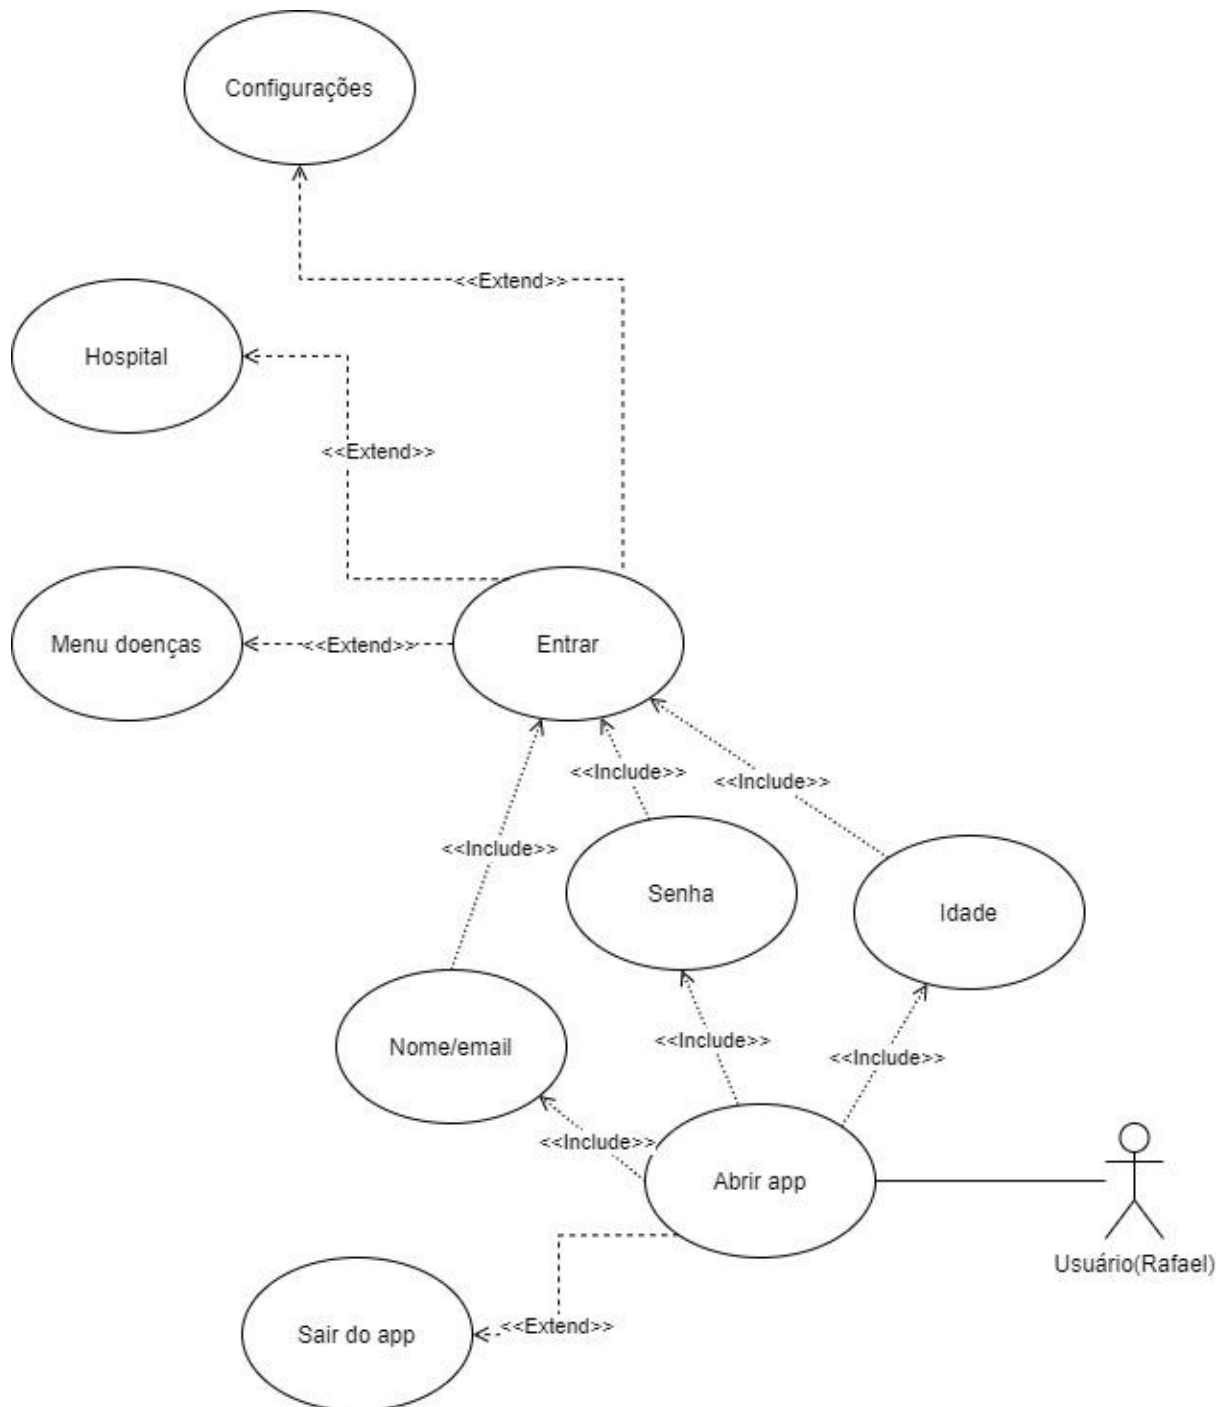 Configurações
<<Extend>>
Hospital
<<Extend>>
Menu doenças
<<Extend>>
Entrar
<<Include>>
<<Include>>
<<Include>>
Senha
Idade
Nome/email
<<Include>>
<<Include>>
<<Include>>
Abrir app
Usuário(Rafael)
Sair do app
<<Extend>>